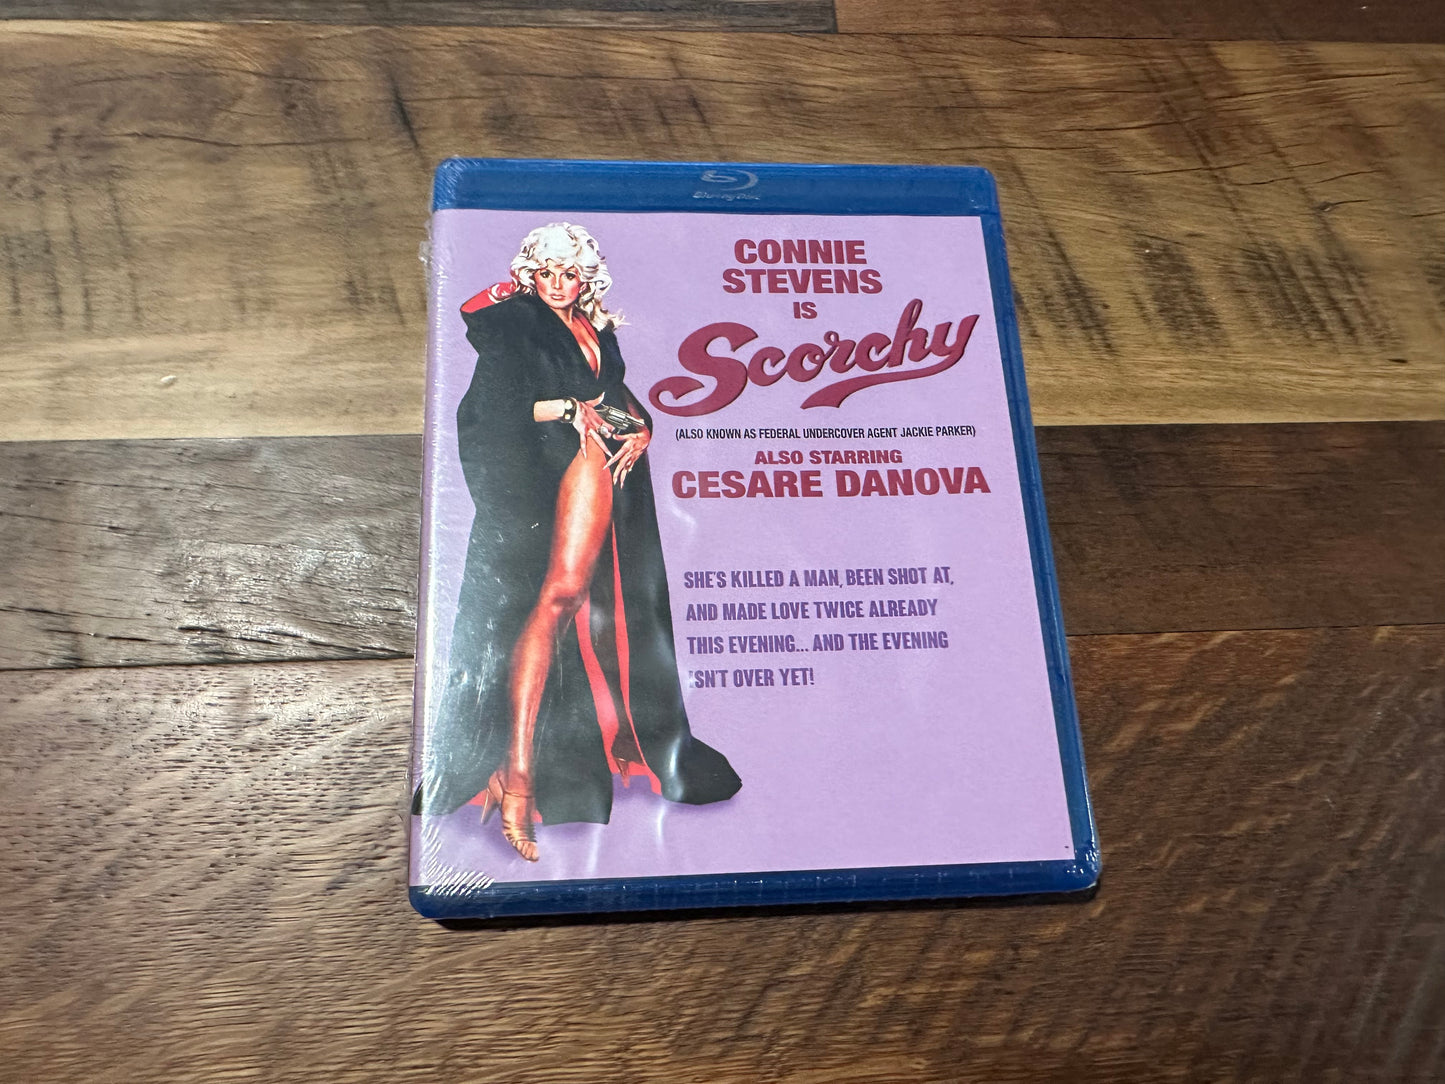 Blu-ray Disc
CONNIE
STEVENS
IS
Scorchy
(ALSO KNOWN AS FEDERAL UNDERCOVER AGENT JACKIE PARKER)
ALSO STARRING
CESARE DANOVA
SHE'S KILLED A MAN, BEEN SHOT AT,
AND MADE LOVE TWICE ALREADY
THIS EVENING... AND THE EVENING
ISN'T OVER YET!